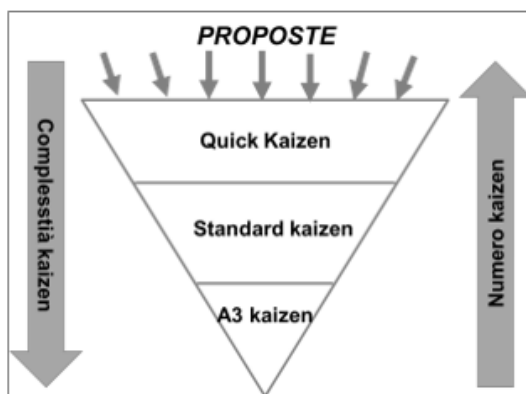 PROPOSTE
Complesstià kaizen
Quick Kaizen
Standard kaizen
A3 kaizen
Numero kaizen